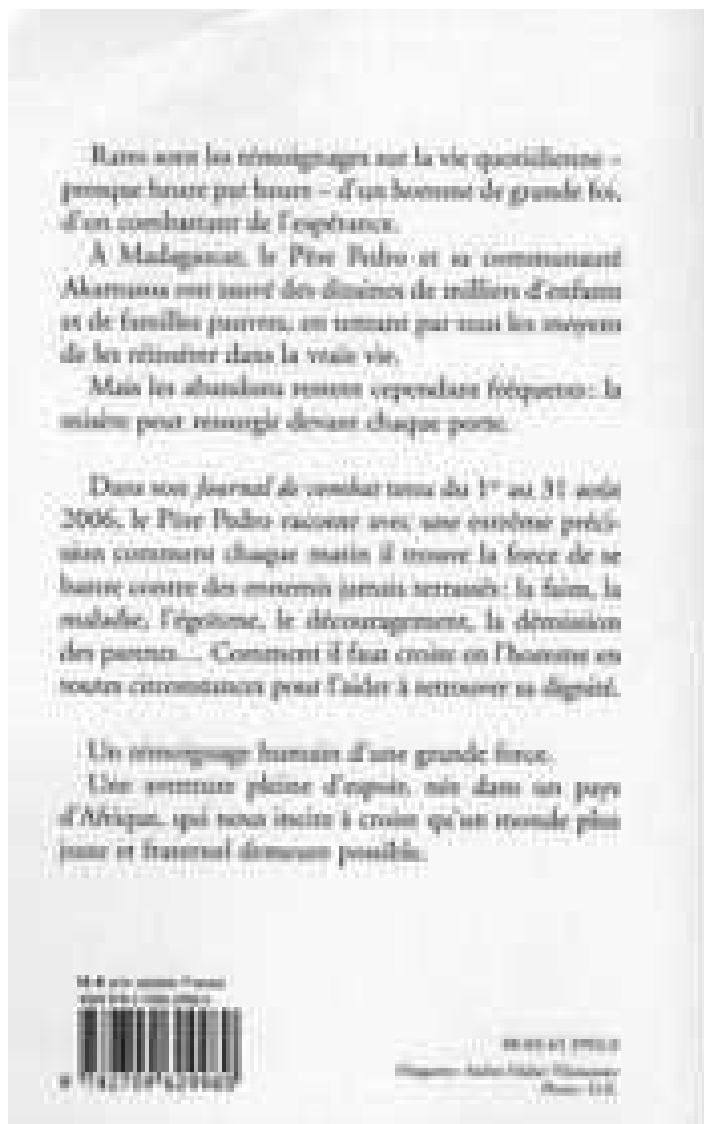 Rares sont les témoignages sur la vie quotidienne –
presque heure par heure – d'un homme de grande foi,
d'un combattant de l'espérance.
À Madagascar, le Père Pedro et sa communauté
Akamasoa ont sauvé des dizaines de milliers d'enfants
et de familles pauvres, en tentant par tous les moyens
de les réinsérer dans la vraie vie.
Mais les abandons restent cependant fréquents : la
misère peut resurgir devant chaque porte.
Dans son Journal de combat tenu du 1er au 31 août
2006, le Père Pedro raconte avec une extrême préci-
sion comment chaque matin il trouve la force de se
battre contre des ennemis jamais terrassés : la faim, la
maladie, l'égoïsme, le découragement, la démission
des parents... Comment il faut croire en l'homme en
toutes circonstances pour l'aider à retrouver sa dignité.
Un témoignage humain d'une grande force.
Une aventure pleine d'espoir, née dans un pays
d'Afrique, qui nous incite à croire qu'un monde plus
juste et fraternel demeure possible.